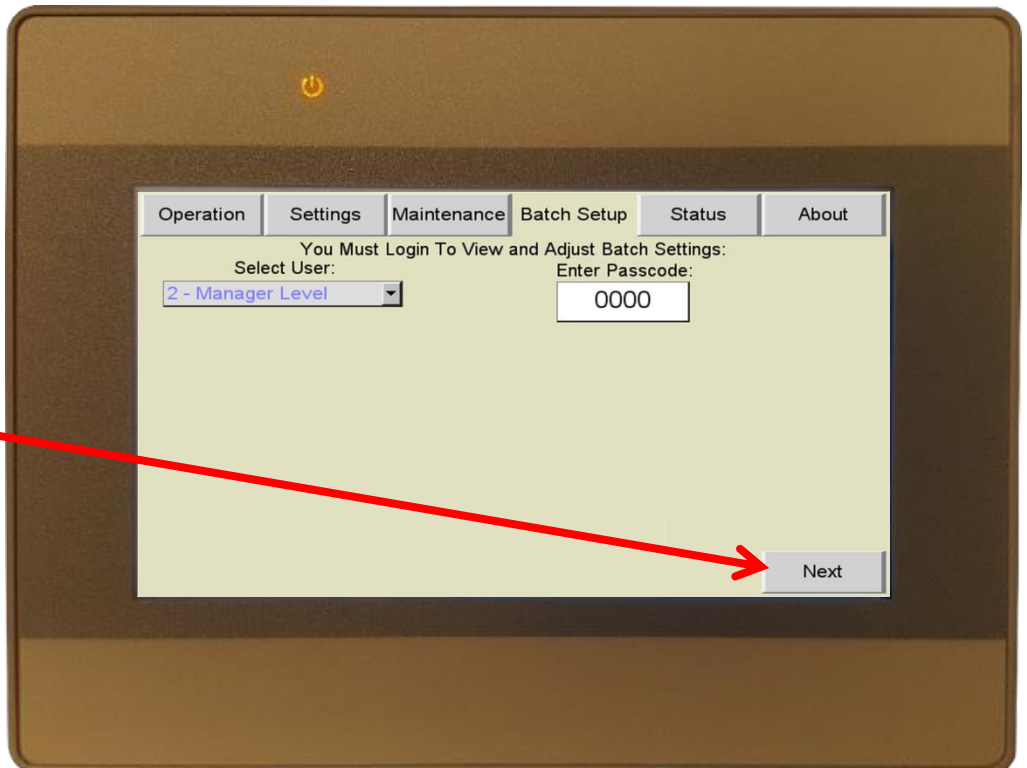 Operation Settings Maintenance Batch Setup Status About
You Must Login To View and Adjust Batch Settings:
Select User: Enter Passcode:
2 - Manager Level 0000
Next